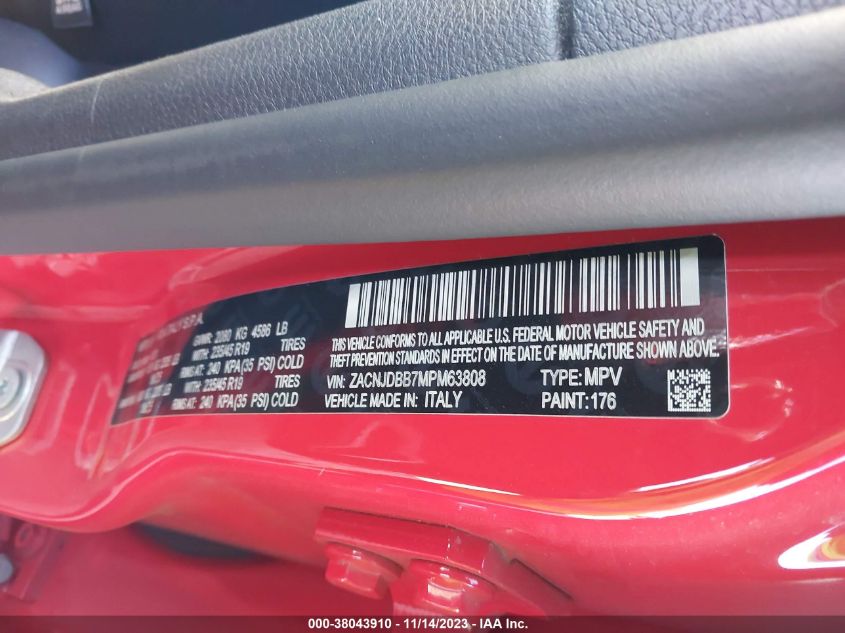 ITALY S.P.A.
GVWR: 2080 KG 4586 LB
WITH: 235/45 R19 TIRES
RIMS AT: 240 KPA(35 PSI) COLD
WITH: 235/45 R19 TIRES
RIMS AT: 240 KPA(35 PSI) COLD
THIS VEHICLE CONFORMS TO ALL APPLICABLE U.S. FEDERAL MOTOR VEHICLE SAFETY AND
THEFT PREVENTION STANDARDS IN EFFECT ON THE DATE OF MANUFACTURE SHOWN ABOVE.
VIN: ZACNJDBB7MPM63808 TYPE: MPV
VEHICLE MADE IN: ITALY PAINT:176
000-38043910 - 11/14/2023 - IAA Inc.